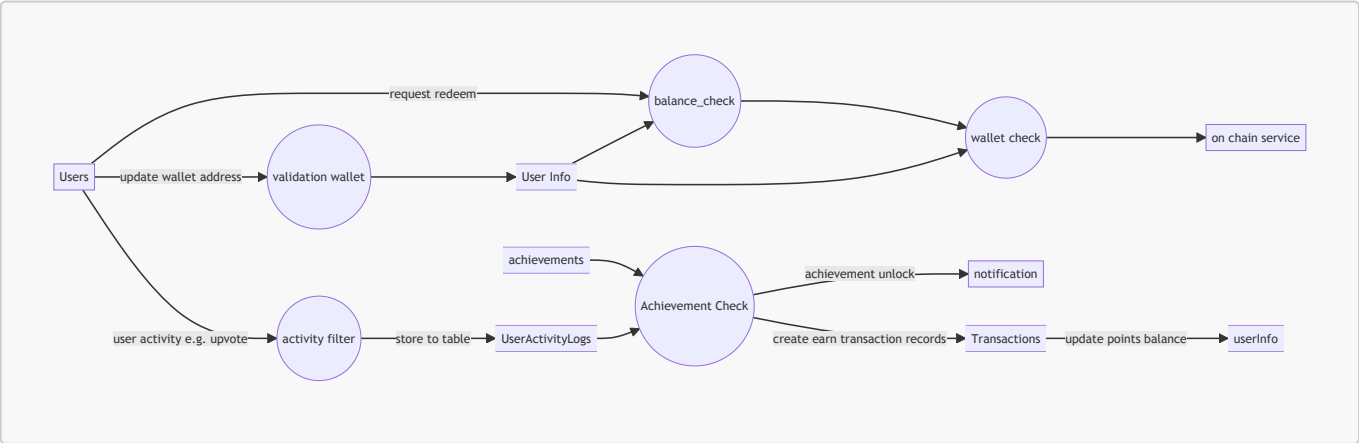 request redeem
balance_check
wallet check
on chain service
Users
update wallet address
validation wallet
User Info
achievements
Achievement Check
achievement unlock
notification
user activity e.g. upvote
activity filter
store to table
UserActivityLogs
create earn transaction records
Transactions
update points balance
userInfo